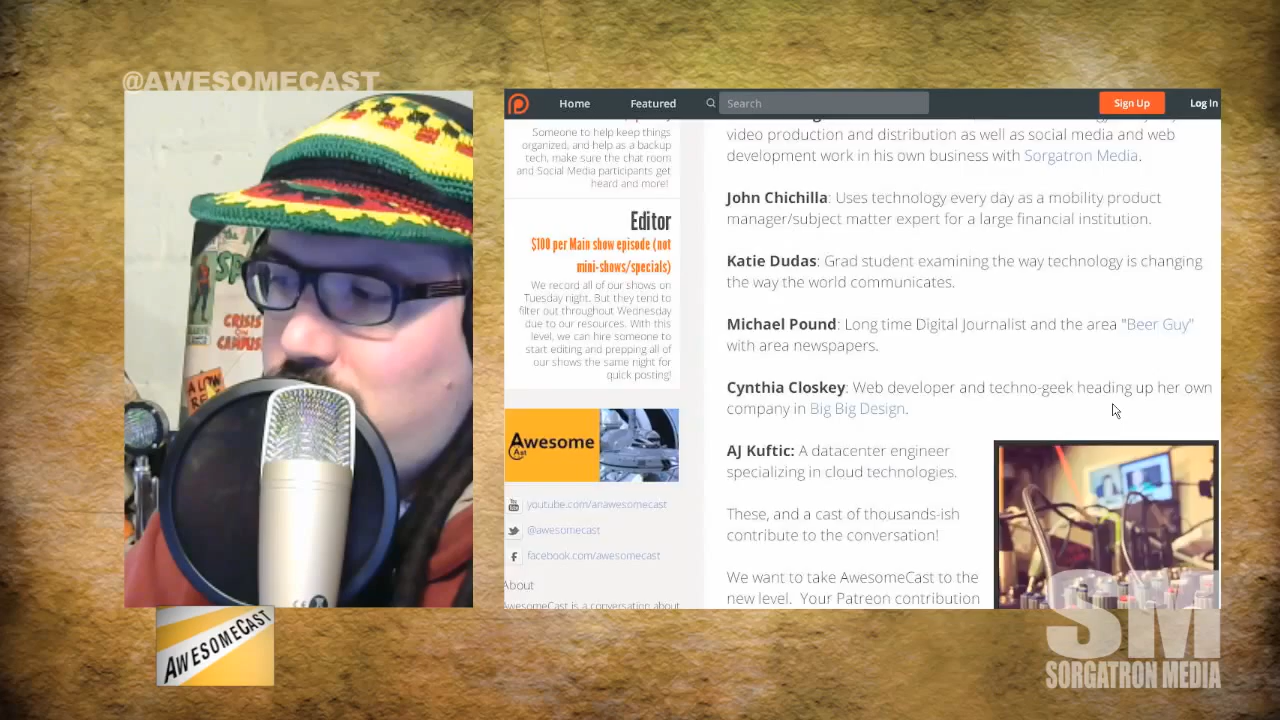 @AWESOMECAST
SP
CRISIS
CAMPUS
AWESOMECAST
Home Featured Search Sign Up Log In
Someone to help keep things
organized, and help as a backup
tech, make sure the chat room
and Social Media participants get
heard and more!
Editor
$100 per Main show episode (not
mini-shows/specials)
We record all of our shows on
Tuesday night. But they tend to
filter out throughout Wednesday
due to our resources. With this
level, we can hire someone to
start editing and prepping all of
our shows the same night for
quick posting!
Awesome
Cast
youtube.com/anawesomecast
@awesomecast
facebook.com/awesomecast
About
AwesomeCast is a conversation about
video production and distribution as well as social media and web
development work in his own business with Sorgatron Media.
John Chichilla: Uses technology every day as a mobility product
manager/subject matter expert for a large financial institution.
Katie Dudas: Grad student examining the way technology is changing
the way the world communicates.
Michael Pound: Long time Digital Journalist and the area "Beer Guy"
with area newspapers.
Cynthia Closkey: Web developer and techno-geek heading up her own
company in Big Big Design.
AJ Kuftic: A datacenter engineer
specializing in cloud technologies.
These, and a cast of thousands-ish
contribute to the conversation!
We want to take AwesomeCast to the
new level. Your Patreon contribution
SM
SORGATRON MEDIA